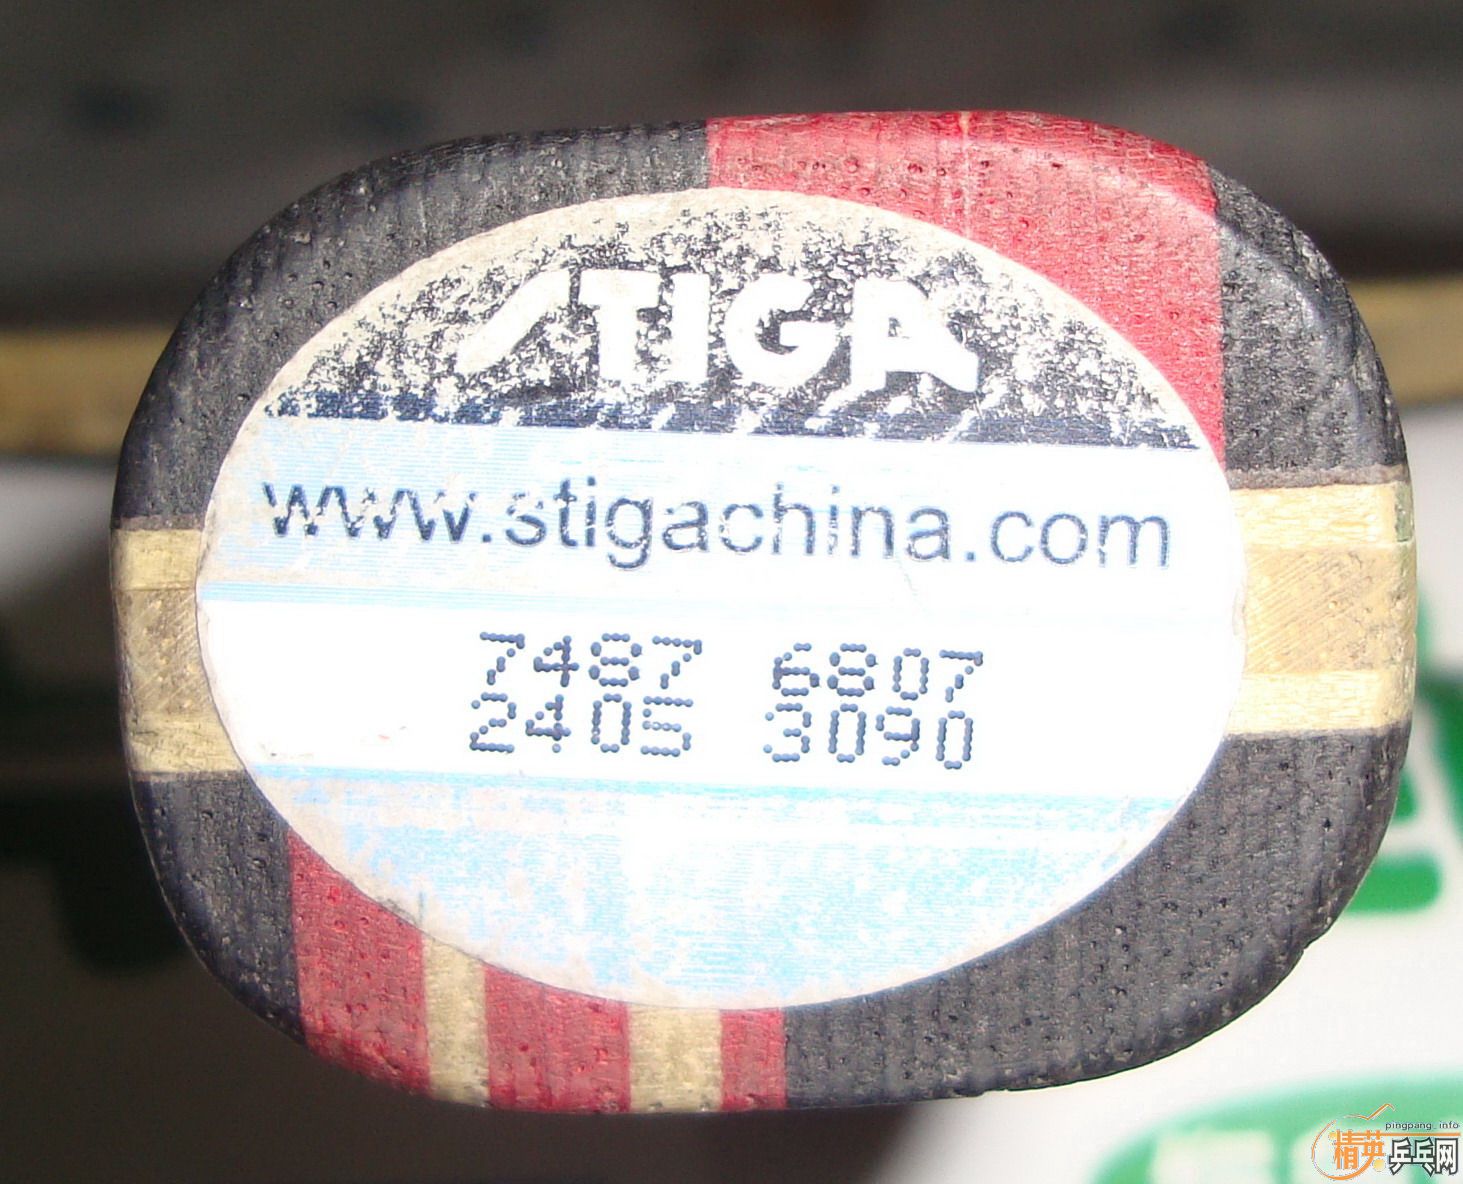 STIGA
www.stigachina.com
7487 6807
2405 3090
pingpang.info
精英乒乓网